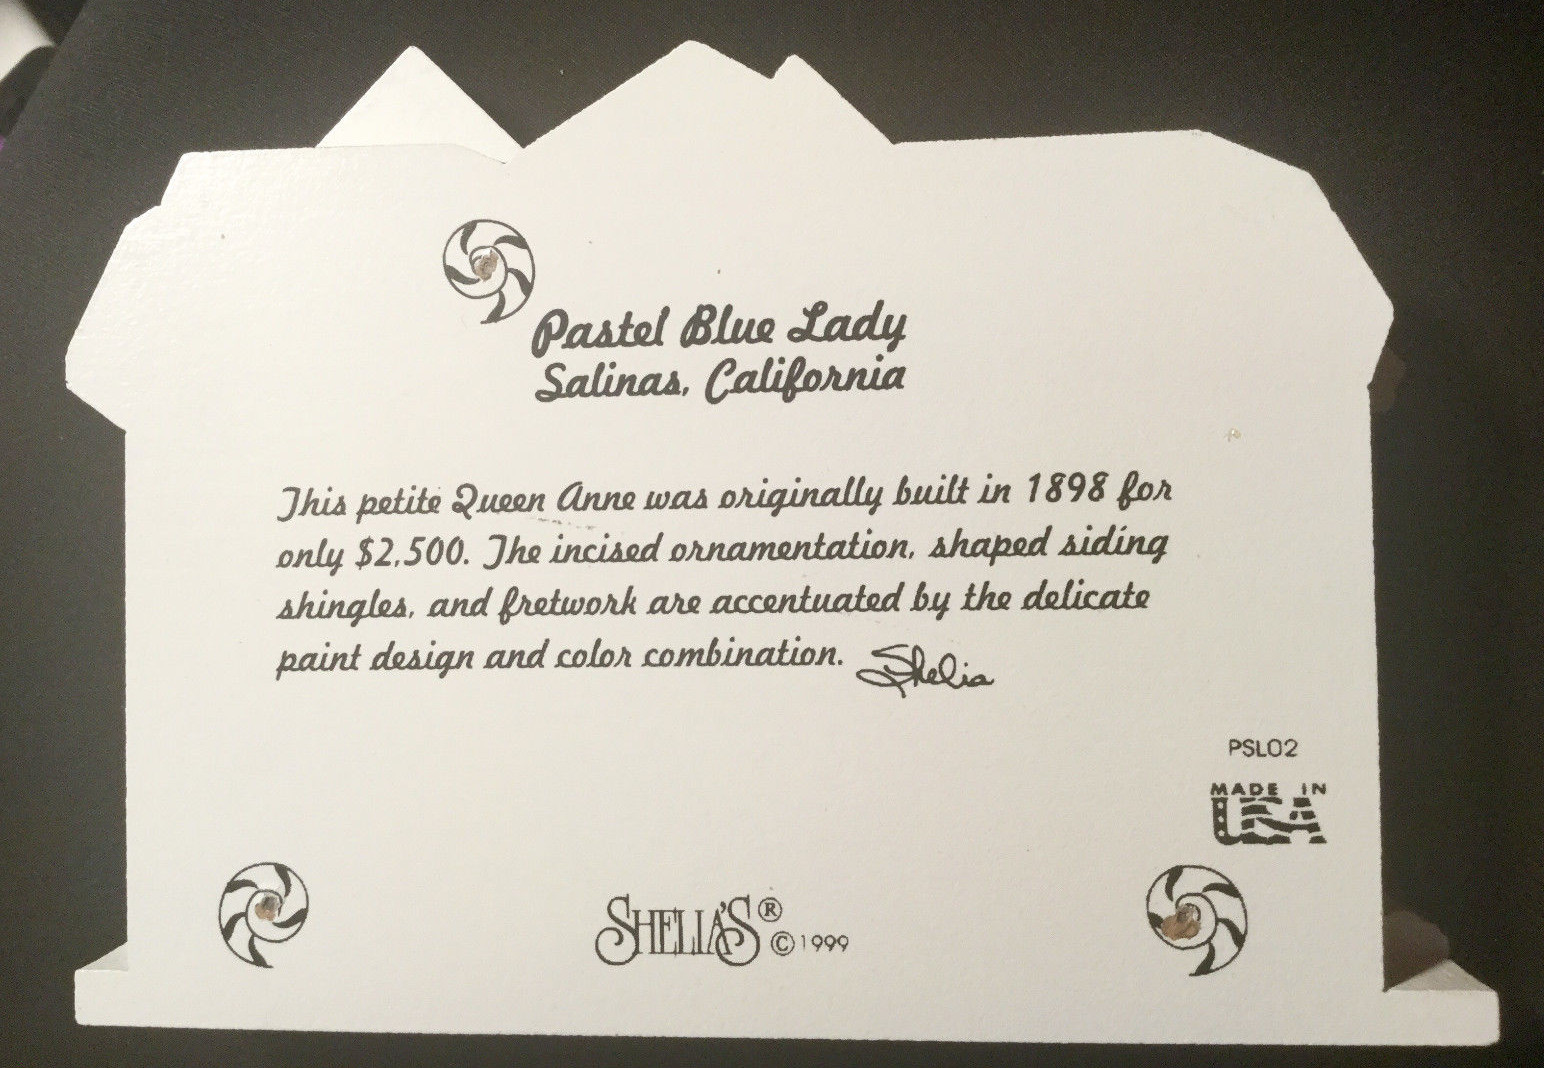 Pastel Blue Lady
Salinas, California
This petite Queen Anne was originally built in 1898 for
only $2,500. The incised ornamentation, shaped siding
shingles, and fretwork are accentuated by the delicate
paint design and color combination. Shelia
PSL02
MADE IN
USA
SHELIA'S® ©1999